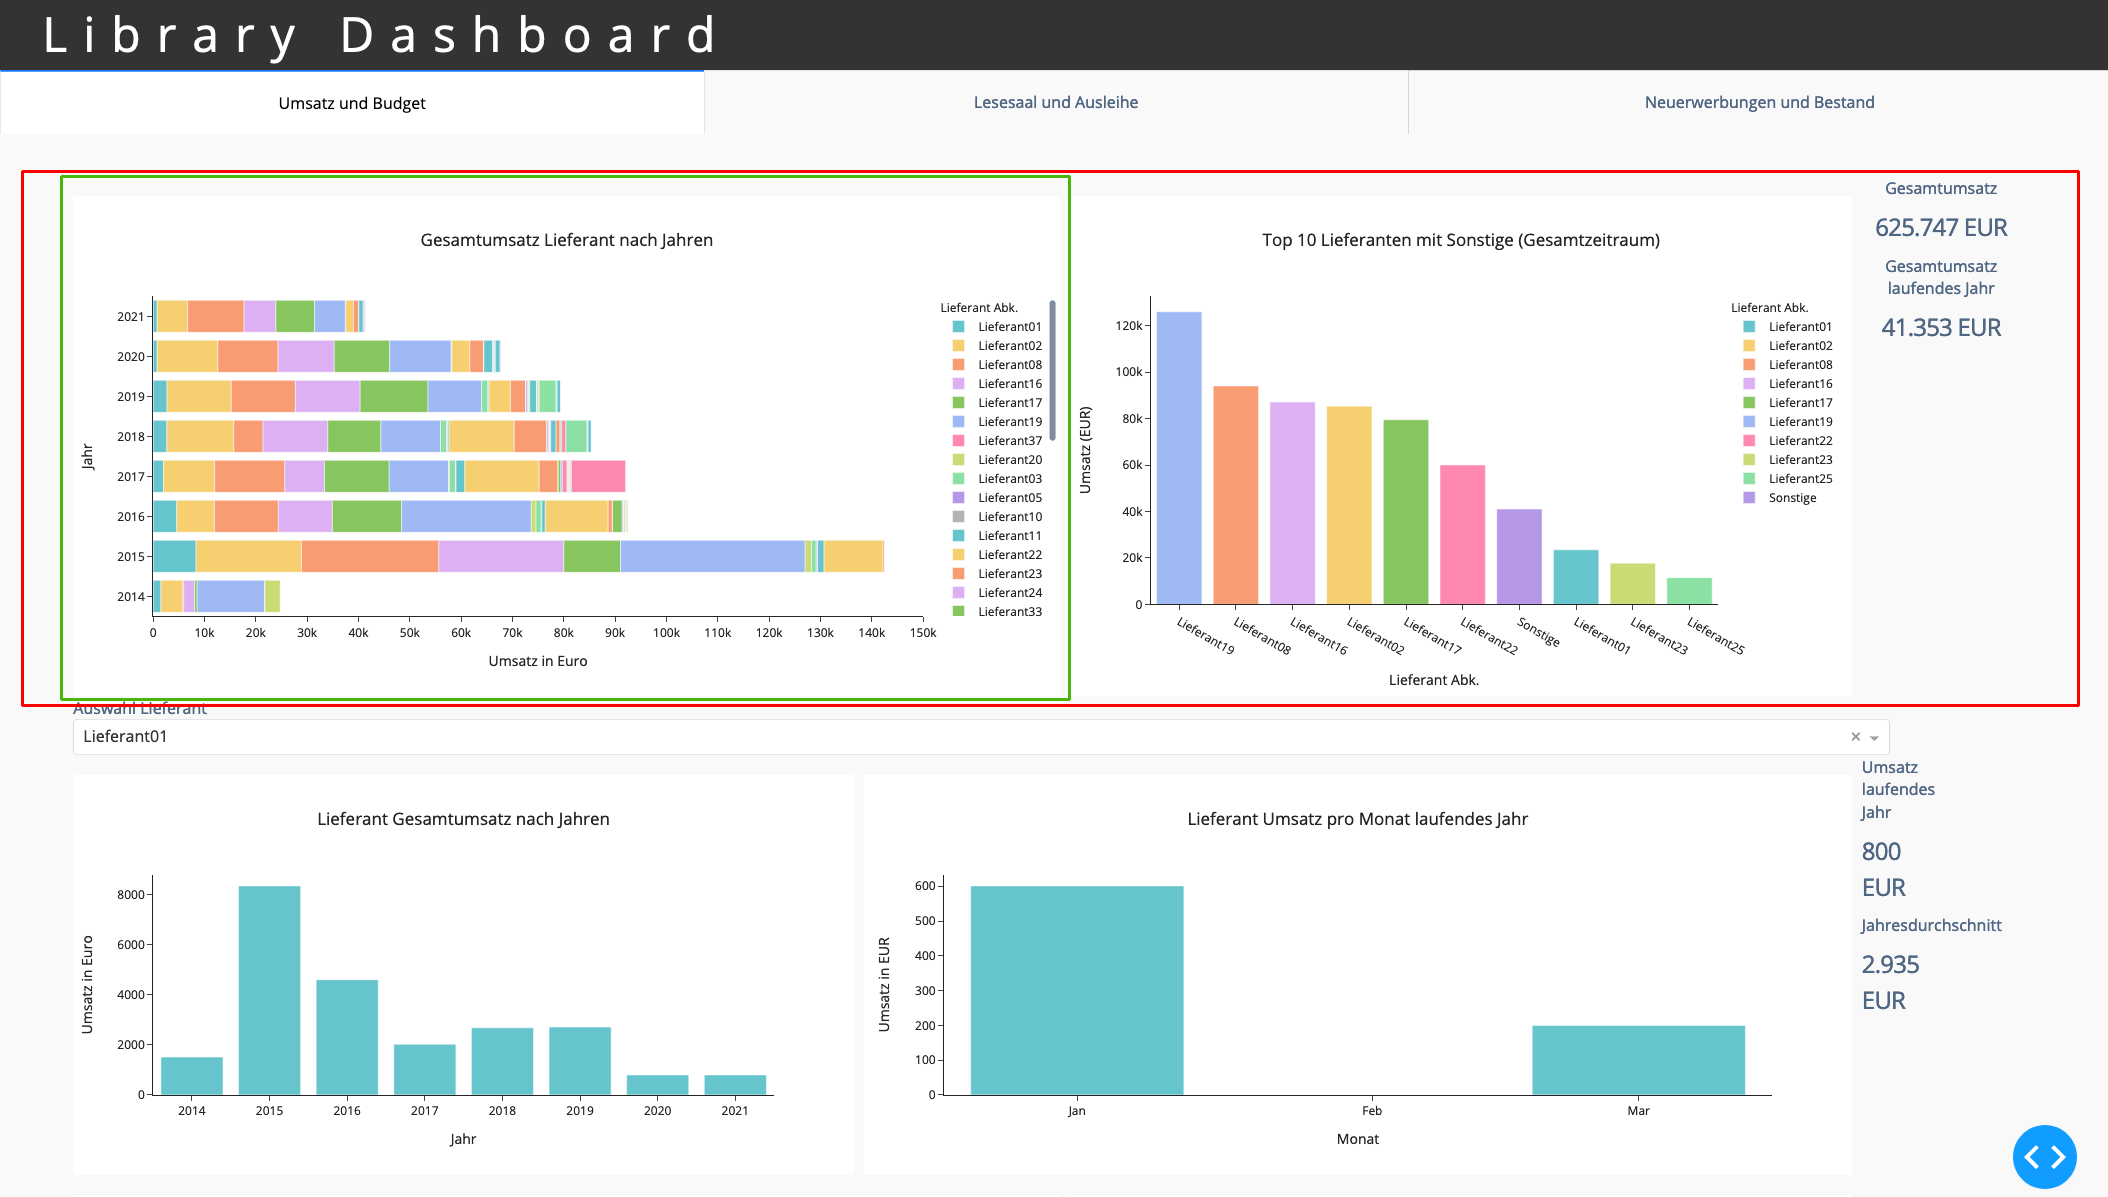 Library Dashboard
Umsatz und Budget
Lesesaal und Ausleihe
Neuerwerbungen und Bestand
Gesamtumsatz Lieferant nach Jahren
Jahr
2021
2020
2019
2018
2017
2016
2015
2014
0 10k 20k 30k 40k 50k 60k 70k 80k 90k 100k 110k 120k 130k 140k 150k
Umsatz in Euro
Lieferant Abk.
Lieferant01
Lieferant02
Lieferant08
Lieferant16
Lieferant17
Lieferant19
Lieferant37
Lieferant20
Lieferant03
Lieferant05
Lieferant10
Lieferant11
Lieferant22
Lieferant23
Lieferant24
Lieferant33
Top 10 Lieferanten mit Sonstige (Gesamtzeitraum)
Umsatz (EUR)
120k
100k
80k
60k
40k
20k
0
Lieferant19 Lieferant08 Lieferant16 Lieferant02 Lieferant17 Lieferant22 Sonstige Lieferant01 Lieferant23 Lieferant25
Lieferant Abk.
Lieferant Abk.
Lieferant01
Lieferant02
Lieferant08
Lieferant16
Lieferant17
Lieferant19
Lieferant22
Lieferant23
Lieferant25
Sonstige
Gesamtumsatz
625.747 EUR
Gesamtumsatz
laufendes Jahr
41.353 EUR
Auswahl Lieferant
Lieferant01
Lieferant Gesamtumsatz nach Jahren
Umsatz in Euro
8000
6000
4000
2000
0
2014 2015 2016 2017 2018 2019 2020 2021
Jahr
Lieferant Umsatz pro Monat laufendes Jahr
Umsatz in EUR
600
500
400
300
200
100
0
Jan Feb Mar
Monat
Umsatz
laufendes
Jahr
800
EUR
Jahresdurchschnitt
2.935
EUR